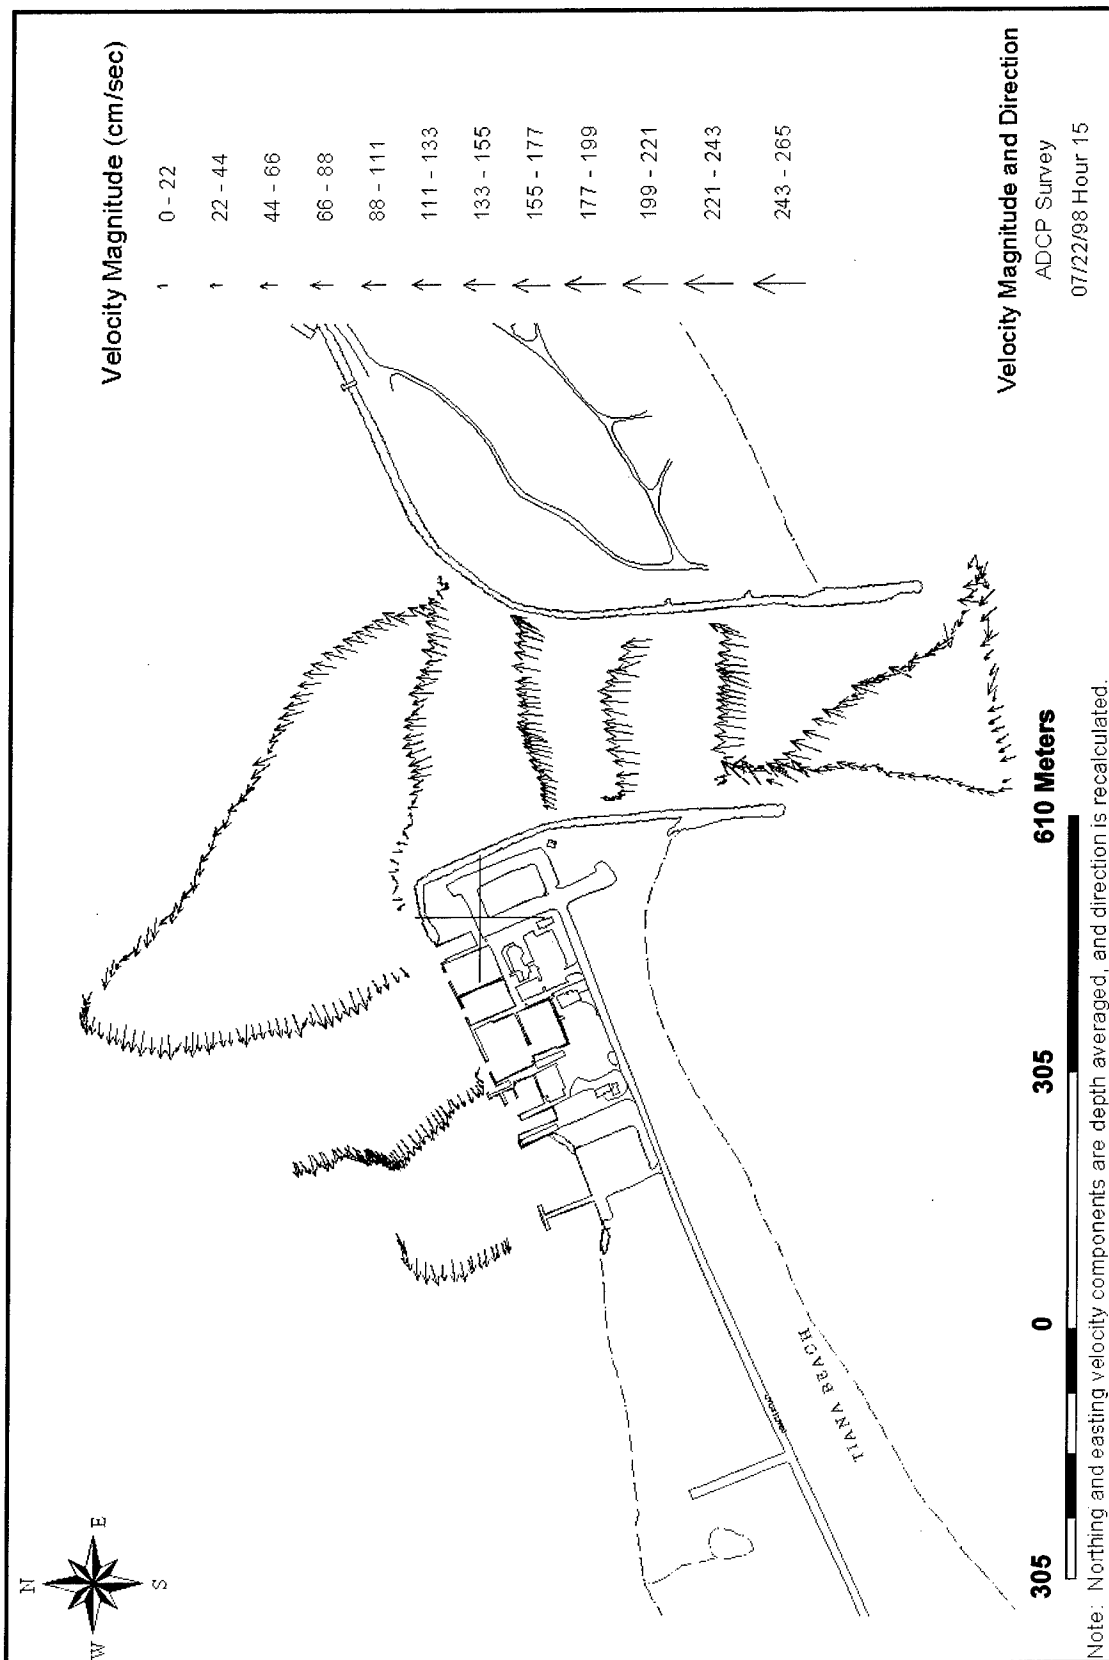 N
W
E
S
Velocity Magnitude (cm/sec)
0 - 22
22 - 44
44 - 66
66 - 88
88 - 111
111 - 133
133 - 155
155 - 177
177 - 199
199 - 221
221 - 243
243 - 265
TIANA BEACH
305
0
305
610 Meters
Velocity Magnitude and Direction
ADCP Survey
07/22/98 Hour 15
Note: Northing and easting velocity components are depth averaged, and direction is recalculated.